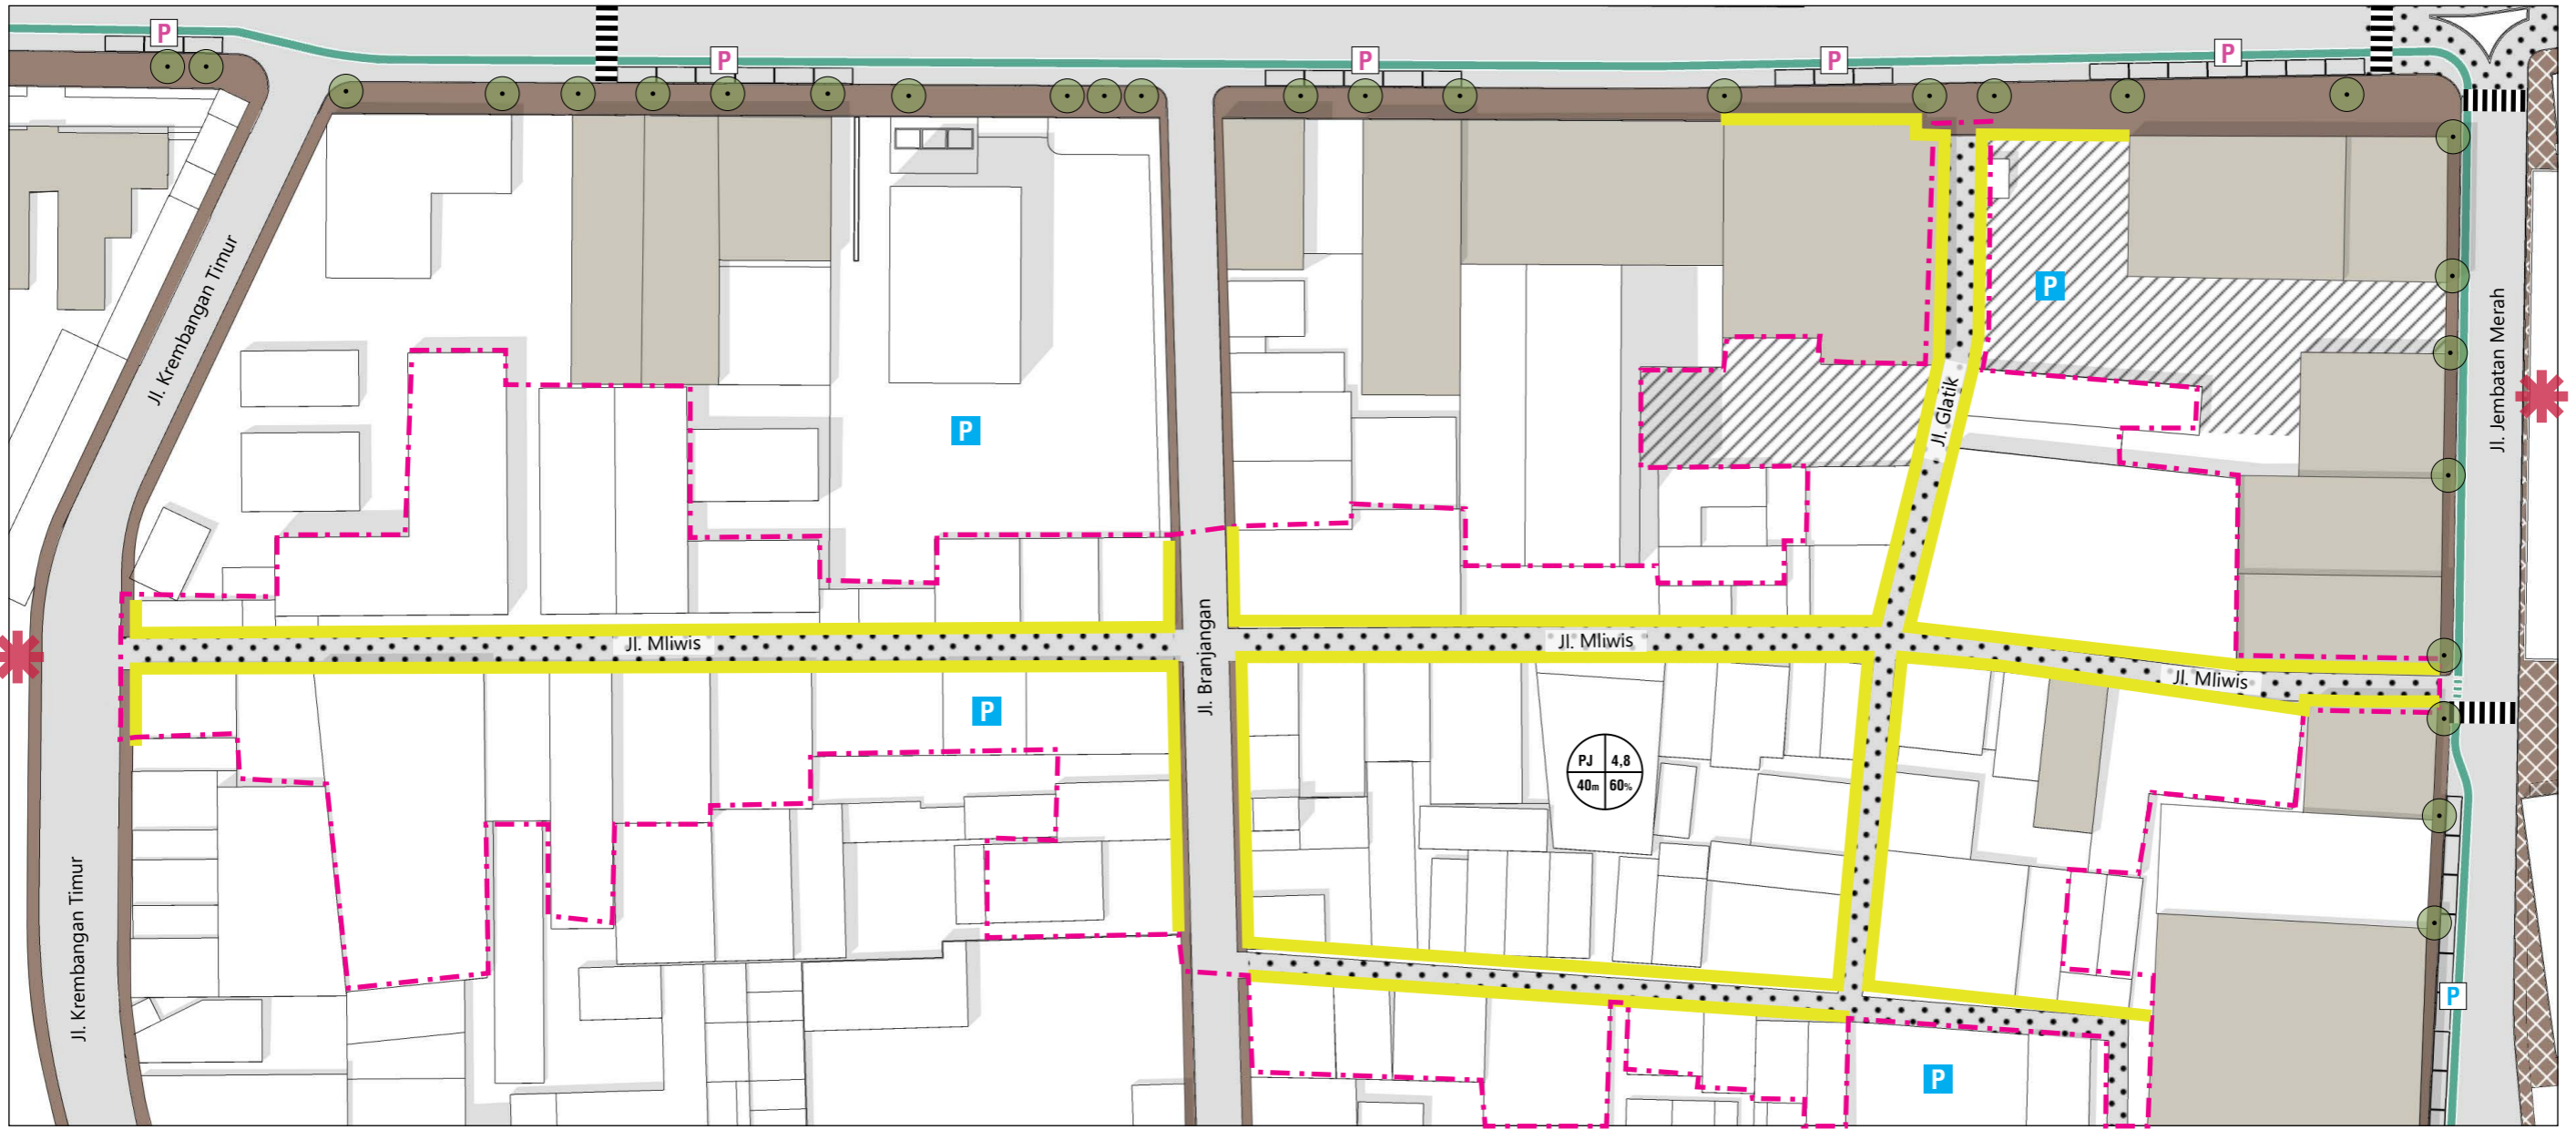 P
P
P
P
P
Jl. Krembangan Timur
P
Jl. Jembatan Merah
Jl. Glatik
P
Jl. Mliwis
Jl. Branjangan
Jl. Mliwis
Jl. Mliwis
P
PJ 4,8
40m 60%
Jl. Krembangan Timur
P
P